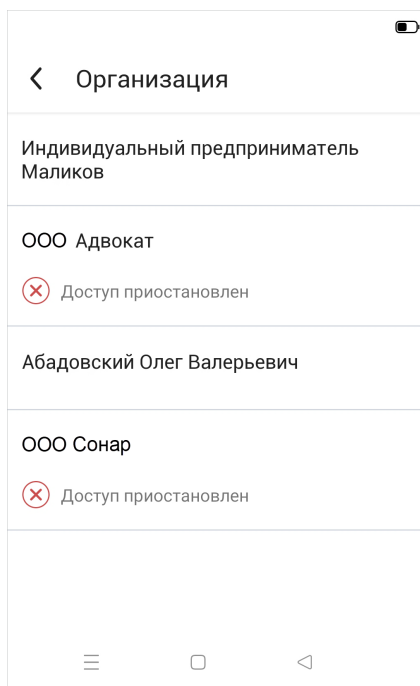 Организация
Индивидуальный предприниматель
Маликов
ООО Адвокат
Доступ приостановлен
Абадовский Олег Валерьевич
ООО Сонар
Доступ приостановлен